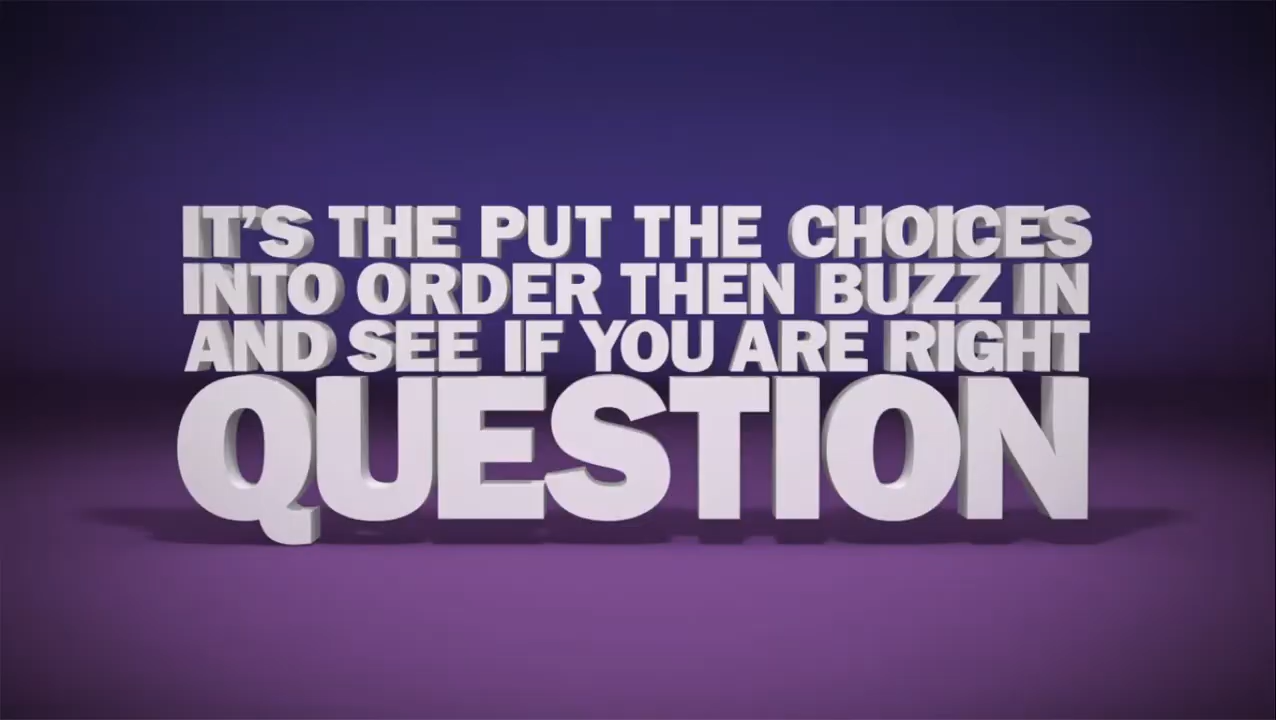 IT'S THE PUT THE CHOICES
INTO ORDER THEN BUZZ IN
AND SEE IF YOU ARE RIGHT
QUESTION